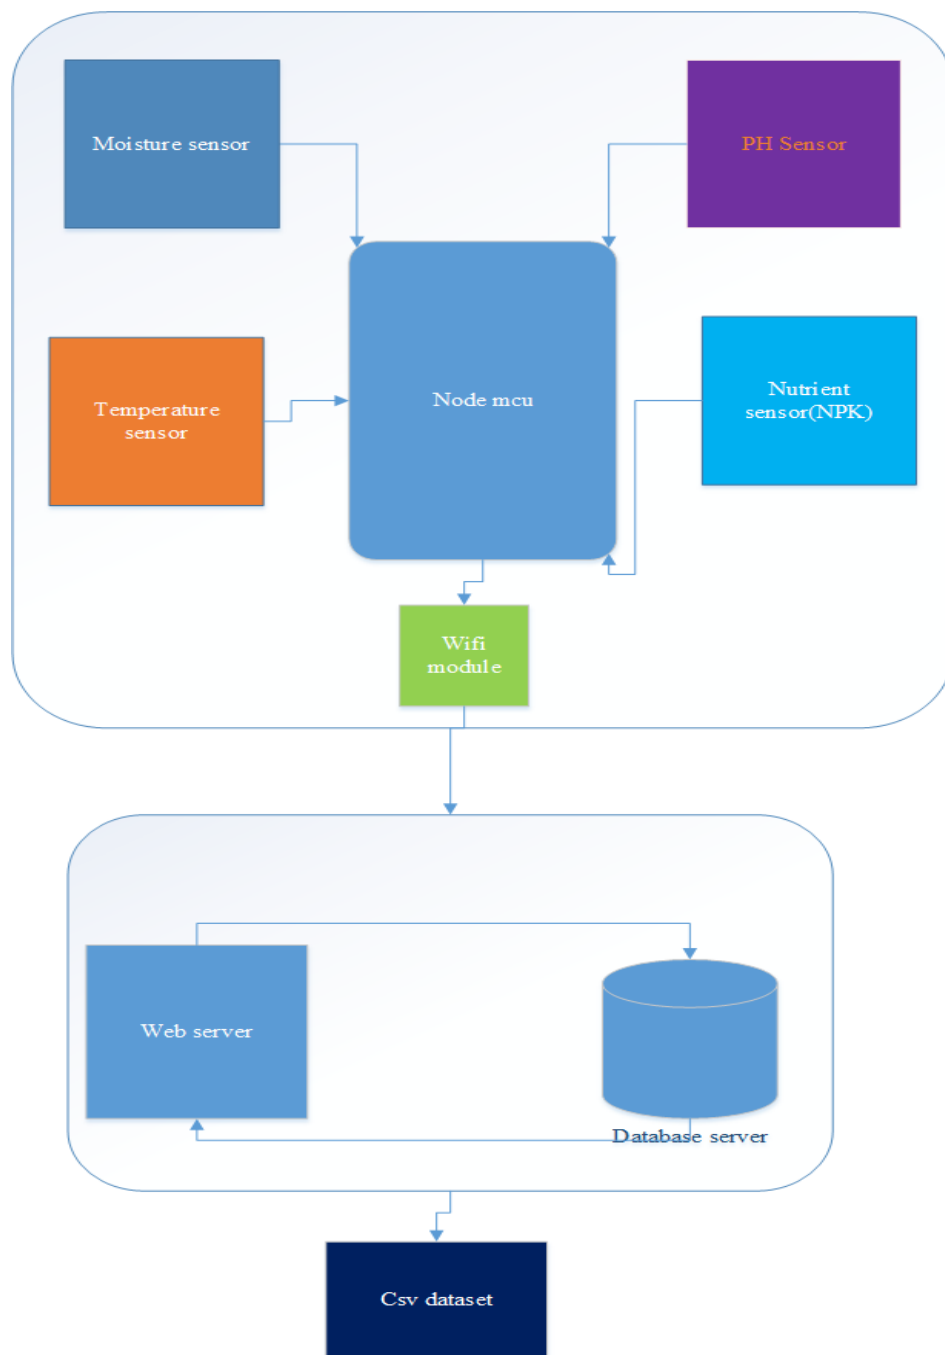 Moisture sensor
PH Sensor
Temperature
sensor
Node mcu
Nutrient
sensor(NPK)
Wifi
module
Web server
Database server
Csv dataset